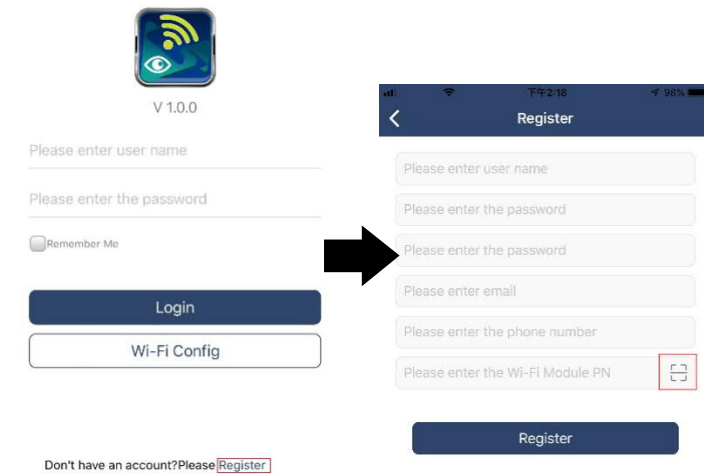 V 1.0.0
Please enter user name
Please enter the password
Remember Me
Login
Wi-Fi Config
Don't have an account?Please Register
下午2:18
98%
Register
Please enter user name
Please enter the password
Please enter the password
Please enter email
Please enter the phone number
Please enter the Wi-Fi Module PN
Register